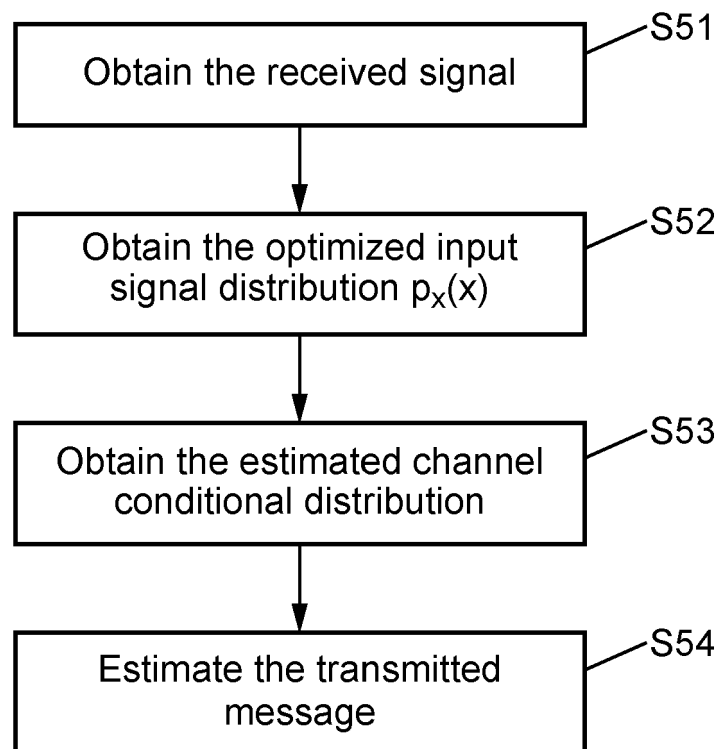 S51
Obtain the received signal
S52
Obtain the optimized input
signal distribution pₓ(x)
S53
Obtain the estimated channel
conditional distribution
S54
Estimate the transmitted
message